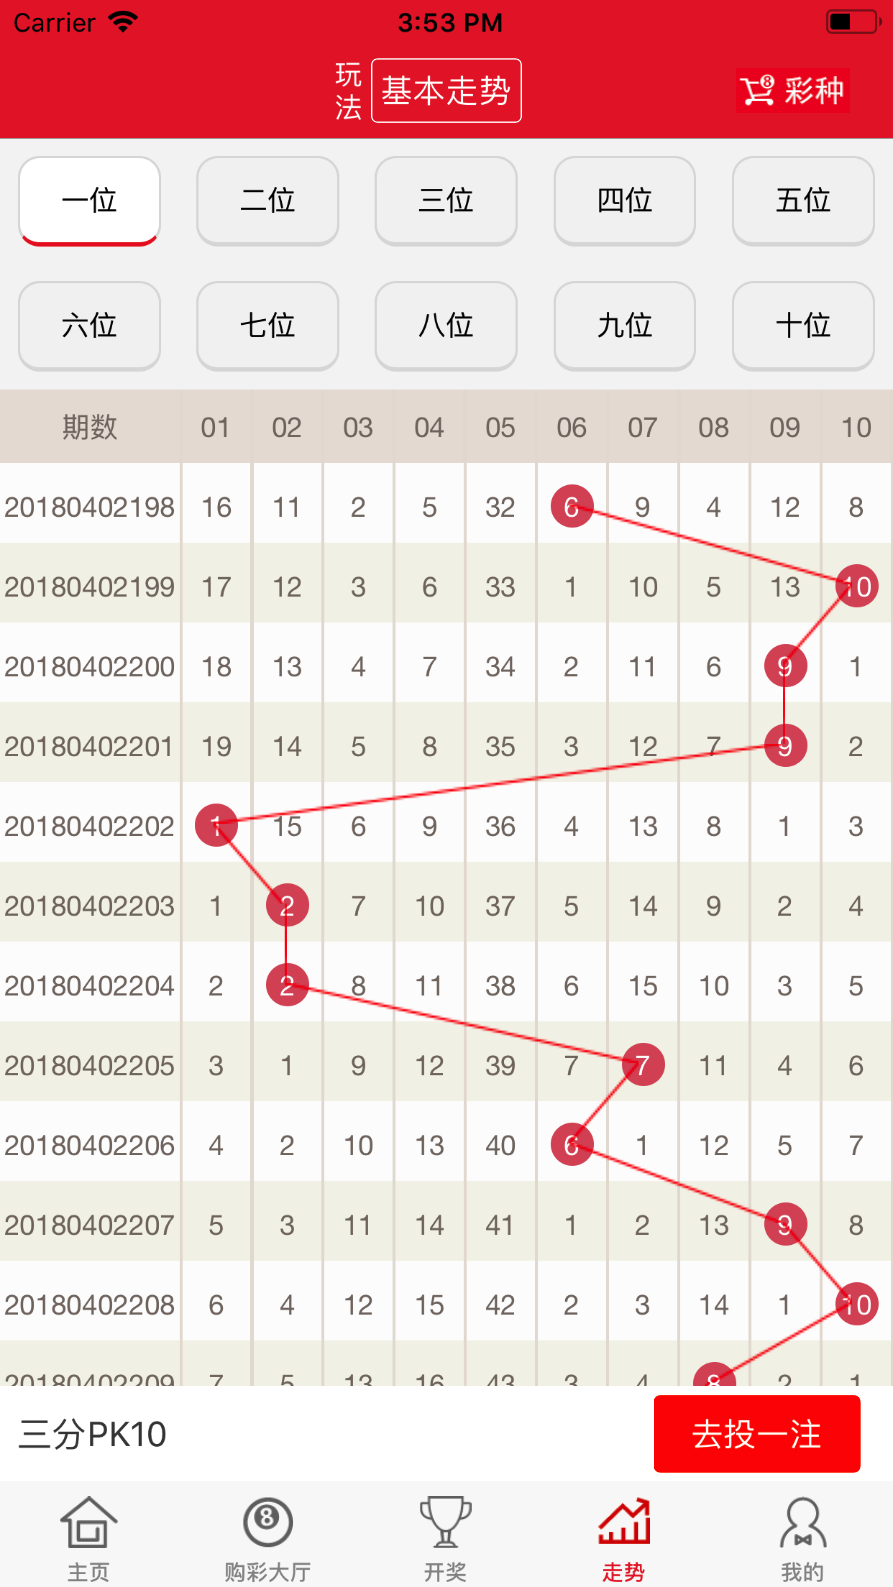 Carrier 3:53 PM
玩法 基本走势 彩种
一位 二位 三位 四位 五位
六位 七位 八位 九位 十位
期数 01 02 03 04 05 06 07 08 09 10
20180402198 16 11 2 5 32 6 9 4 12 8
20180402199 17 12 3 6 33 1 10 5 13 10
20180402200 18 13 4 7 34 2 11 6 9 1
20180402201 19 14 5 8 35 3 12 7 9 2
20180402202 1 15 6 9 36 4 13 8 1 3
20180402203 1 2 7 10 37 5 14 9 2 4
20180402204 2 2 8 11 38 6 15 10 3 5
20180402205 3 1 9 12 39 7 7 11 4 6
20180402206 4 2 10 13 40 6 1 12 5 7
20180402207 5 3 11 14 41 1 2 13 9 8
20180402208 6 4 12 15 42 2 3 14 1 10
20180402209 7 5 13 16 43 3 4 8 2 1
三分PK10 去投一注
主页 购彩大厅 开奖 走势 我的